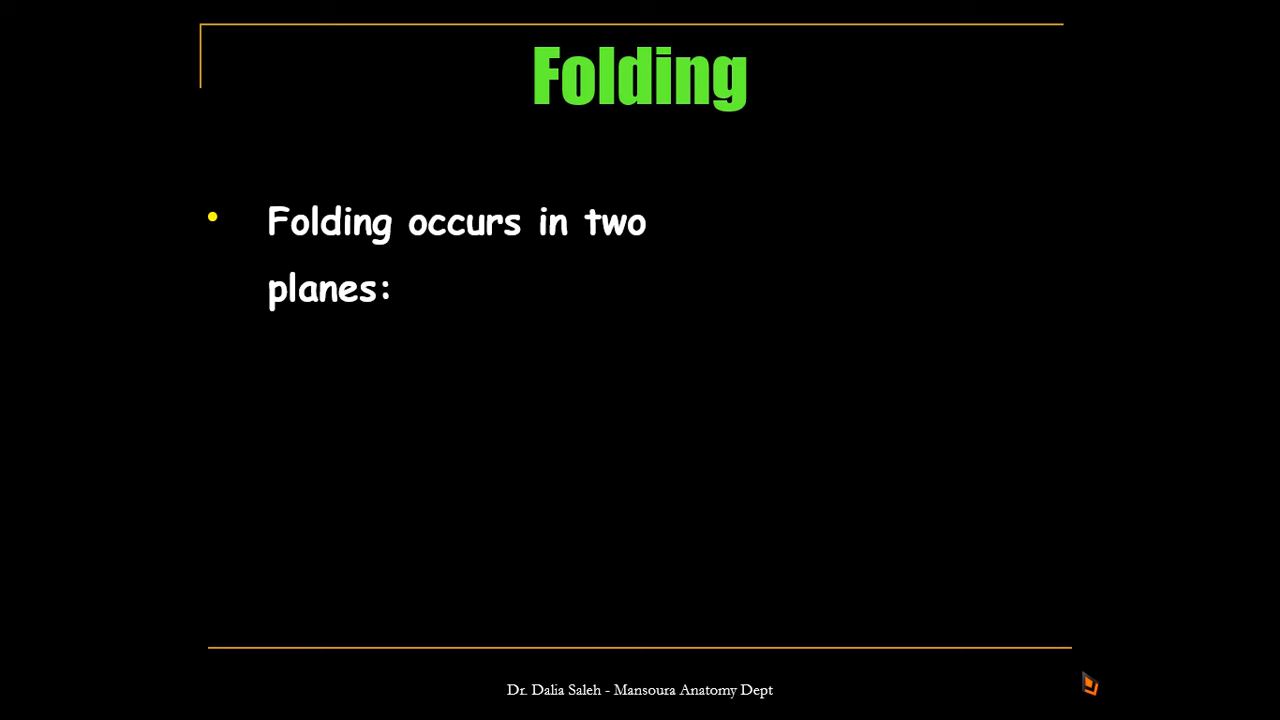 Folding
• Folding occurs in two
planes:
Dr. Dalia Saleh - Mansoura Anatomy Dept